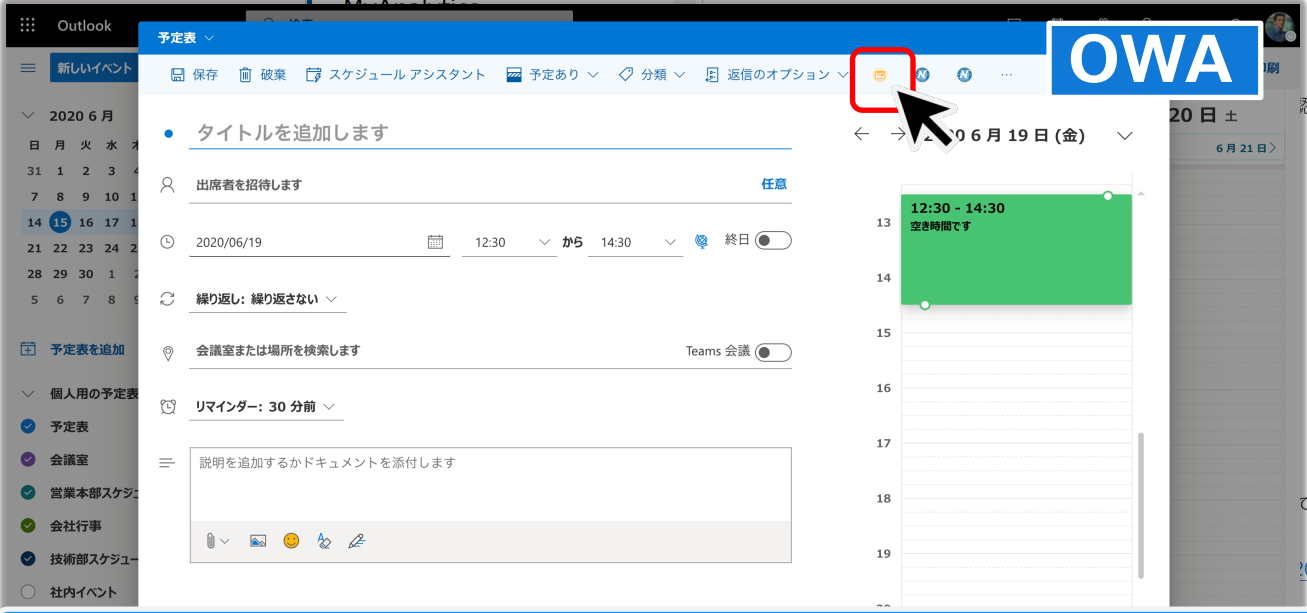 Outlook
予定表
OWA
新しいイベント
保存
破棄
スケジュール アシスタント
予定あり
分類
返信のオプション
2020 6 月
日 月 火 水
31 1 2 3
7 8 9 10
14 15 16 17
21 22 23 24
28 29 30 1
5 6 7 8
予定表を追加
個人用の予定表
予定表
会議室
営業本部スケジ
会社行事
技術部スケジュー
社内イベント
タイトルを追加します
出席者を招待します
任意
2020/06/19
12:30
から
14:30
終日
繰り返し: 繰り返さない
会議室または場所を検索します
Teams 会議
リマインダー: 30 分前
説明を追加するかドキュメントを添付します
6 月 19 日 (金)
12:30 - 14:30
空き時間です
13
14
15
16
17
18
19
20 日 土
6 月 21 日